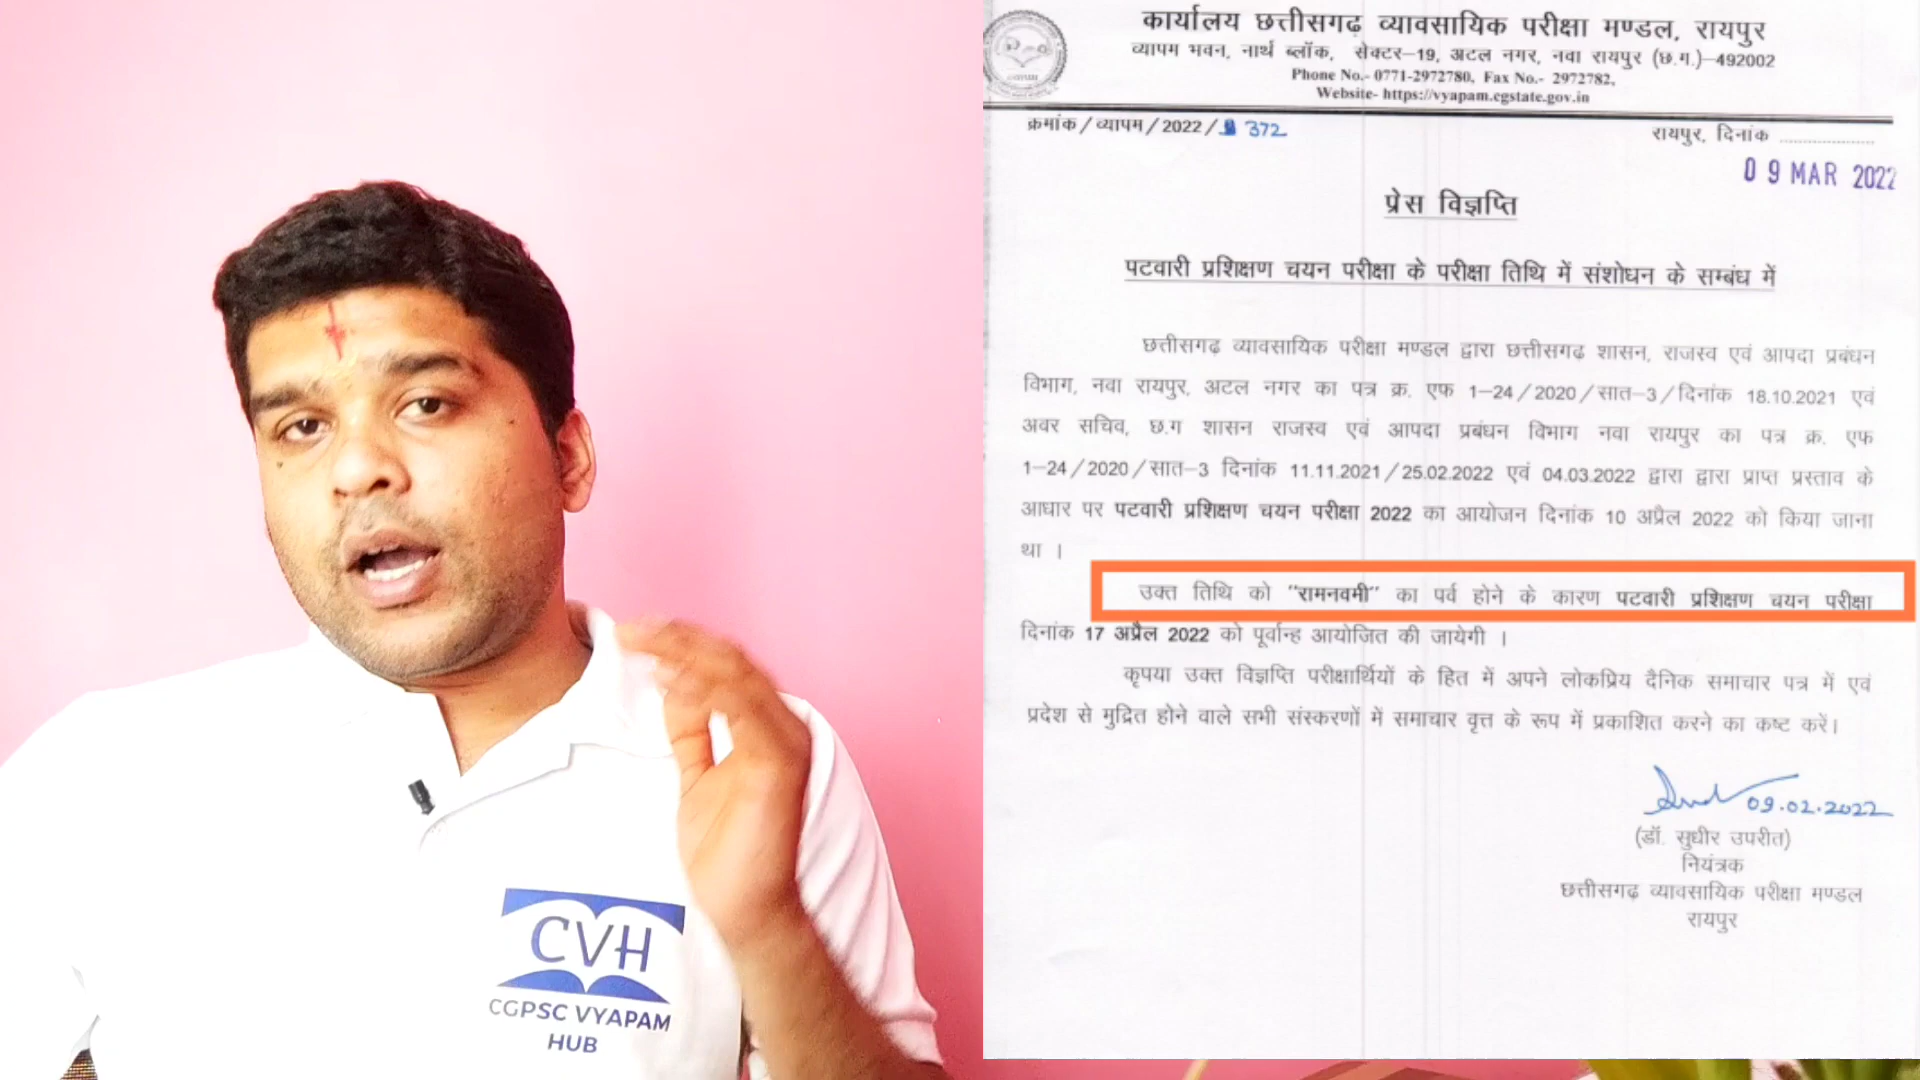 CVH
CGPSC VYAPAM
HUB
कार्यालय छत्तीसगढ़ व्यावसायिक परीक्षा मण्डल, रायपुर
व्यापम भवन, नार्थ ब्लॉक, सेक्टर–19, अटल नगर, नवा रायपुर (छ.ग.)–492002
Phone No.- 0771-2972780, Fax No.- 2972782,
Website- https://vyapam.cgstate.gov.in
क्रमांक/व्यापम/2022/ 372
रायपुर, दिनांक ........................
09 MAR 2022
प्रेस विज्ञप्ति
पटवारी प्रशिक्षण चयन परीक्षा के परीक्षा तिथि में संशोधन के सम्बंध में
छत्तीसगढ़ व्यावसायिक परीक्षा मण्डल द्वारा छत्तीसगढ शासन, राजस्व एवं आपदा प्रबंधन
विभाग, नवा रायपुर, अटल नगर का पत्र क्र. एफ 1–24/2020/सात–3/दिनांक 18.10.2021 एवं
अवर सचिव, छ.ग शासन राजस्व एवं आपदा प्रबंधन विभाग नवा रायपुर का पत्र क्र. एफ
1–24/2020/सात–3 दिनांक 11.11.2021/25.02.2022 एवं 04.03.2022 द्वारा द्वारा प्राप्त प्रस्ताव के
आधार पर पटवारी प्रशिक्षण चयन परीक्षा 2022 का आयोजन दिनांक 10 अप्रैल 2022 को किया जाना
था ।
उक्त तिथि को "रामनवमी" का पर्व होने के कारण पटवारी प्रशिक्षण चयन परीक्षा
दिनांक 17 अप्रैल 2022 को पूर्वान्ह आयोजित की जायेगी ।
कृपया उक्त विज्ञप्ति परीक्षार्थियों के हित में अपने लोकप्रिय दैनिक समाचार पत्र में एवं
प्रदेश से मुद्रित होने वाले सभी संस्करणों में समाचार वृत्त के रूप में प्रकाशित करने का कष्ट करें।
09.02.2022
(डॉ. सुधीर उपरीत)
नियंत्रक
छत्तीसगढ़ व्यावसायिक परीक्षा मण्डल
रायपुर